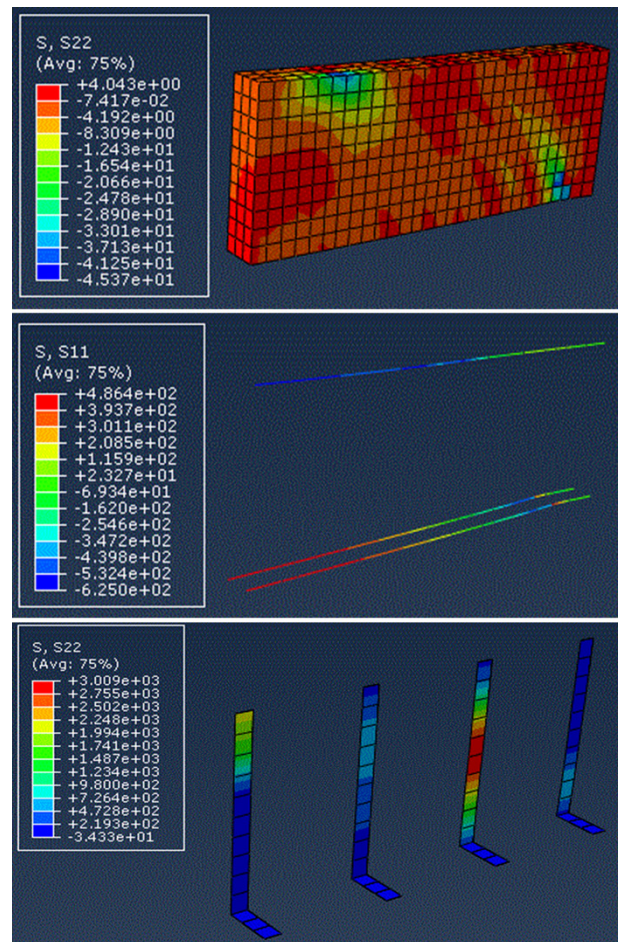 S, S22
(Avg: 75%)
+4.043e+00
-7.417e-02
-4.192e+00
-8.309e+00
-1.243e+01
-1.654e+01
-2.066e+01
-2.478e+01
-2.890e+01
-3.301e+01
-3.713e+01
-4.125e+01
-4.537e+01
S, S11
(Avg: 75%)
+4.864e+02
+3.937e+02
+3.011e+02
+2.085e+02
+1.159e+02
+2.327e+01
-6.934e+01
-1.620e+02
-2.546e+02
-3.472e+02
-4.398e+02
-5.324e+02
-6.250e+02
S, S22
(Avg: 75%)
+3.009e+03
+2.755e+03
+2.502e+03
+2.248e+03
+1.994e+03
+1.741e+03
+1.487e+03
+1.234e+03
+9.800e+02
+7.264e+02
+4.728e+02
+2.193e+02
-3.433e+01